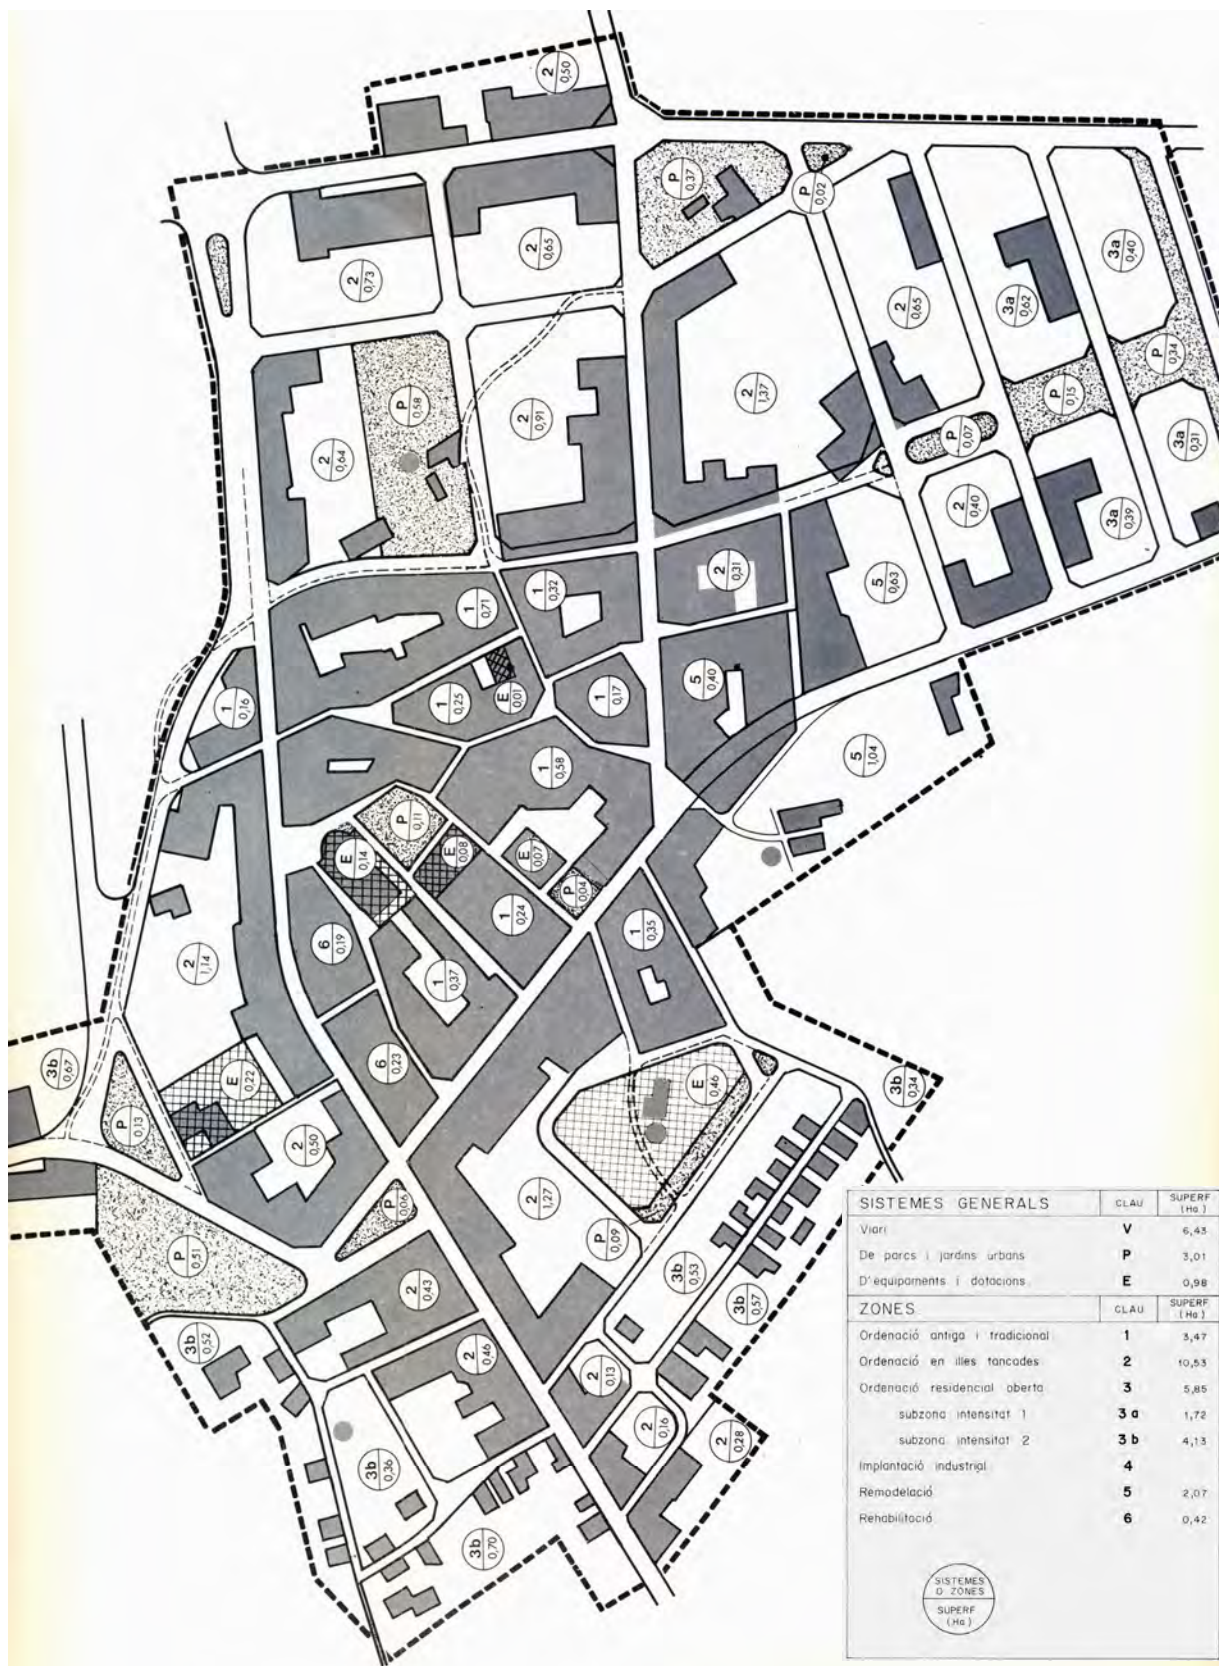 2
0,50
P
0,37
P
0,02
2
0,65
2
0,73
3a
0,40
3a
0,62
2
0,65
P
0,34
P
0,15
2
1,37
P
0,58
2
0,91
2
0,64
P
0,07
3a
0,31
3a
0,39
2
0,40
2
0,31
5
0,63
1
0,32
1
0,71
1
0,16
1
0,25
E
0,01
1
0,17
5
0,40
1
0,58
5
1,04
P
0,11
E
0,14
E
0,08
E
0,07
P
0,04
1
0,24
1
0,35
6
0,19
1
0,37
2
1,14
3b
0,67
6
0,23
E
0,22
P
0,13
E
0,46
3b
0,34
2
0,50
P
0,06
2
1,27
P
0,09
P
0,51
3b
0,53
3b
0,57
2
0,43
3b
0,52
2
0,46
2
0,13
2
0,16
2
0,28
3b
0,36
3b
0,70
SISTEMES GENERALS CLAU SUPERF (Ha)
Viari V 6,43
De parcs i jardins urbans P 3,01
D'equipaments i dotacions E 0,98
ZONES CLAU SUPERF (Ha)
Ordenació antiga i tradicional 1 3,47
Ordenació en illes tancades 2 10,53
Ordenació residencial oberta 3 5,85
subzona intensitat 1 3a 1,72
subzona intensitat 2 3b 4,13
Implantació industrial 4
Remodelació 5 2,07
Rehabilitació 6 0,42
SISTEMES
O ZONES
SUPERF
(Ha)